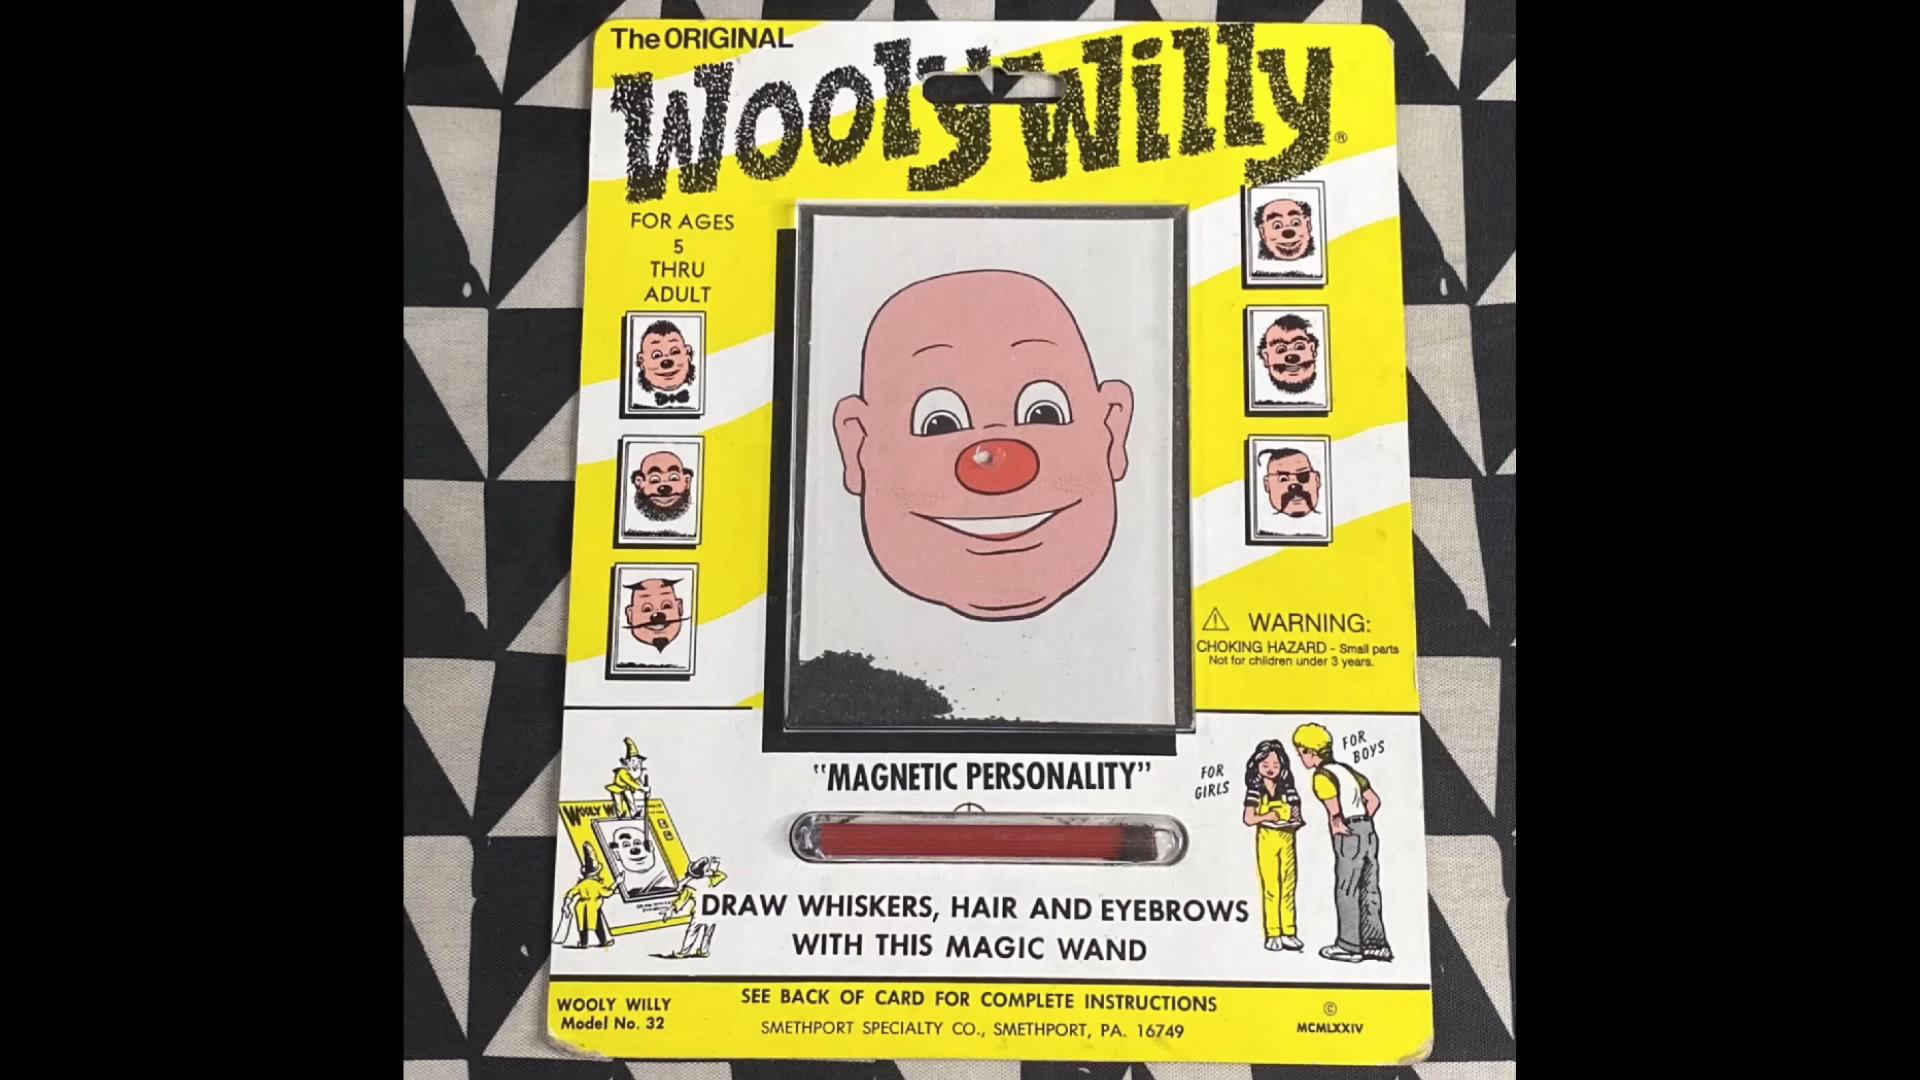 The ORIGINAL
Wooly Willy ®
FOR AGES
5
THRU
ADULT
⚠ WARNING:
CHOKING HAZARD - Small parts
Not for children under 3 years.
"MAGNETIC PERSONALITY"
FOR
GIRLS
FOR
BOYS
WOOLY W
DRAW WHISKERS, HAIR AND EYEBROWS
WITH THIS MAGIC WAND
WOOLY WILLY
Model No. 32
SEE BACK OF CARD FOR COMPLETE INSTRUCTIONS
SMETHPORT SPECIALTY CO., SMETHPORT, PA. 16749
©
MCMLXXIV